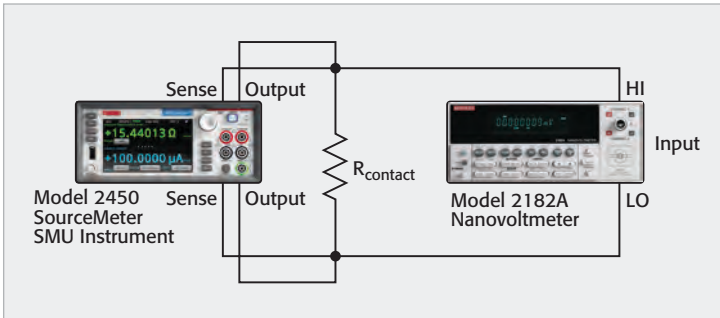 Sense Output
HI
+15.44013 Ω
+100.0000 µA
R contact
Input
Sense Output
LO
Model 2450
SourceMeter
SMU Instrument
Model 2182A
Nanovoltmeter